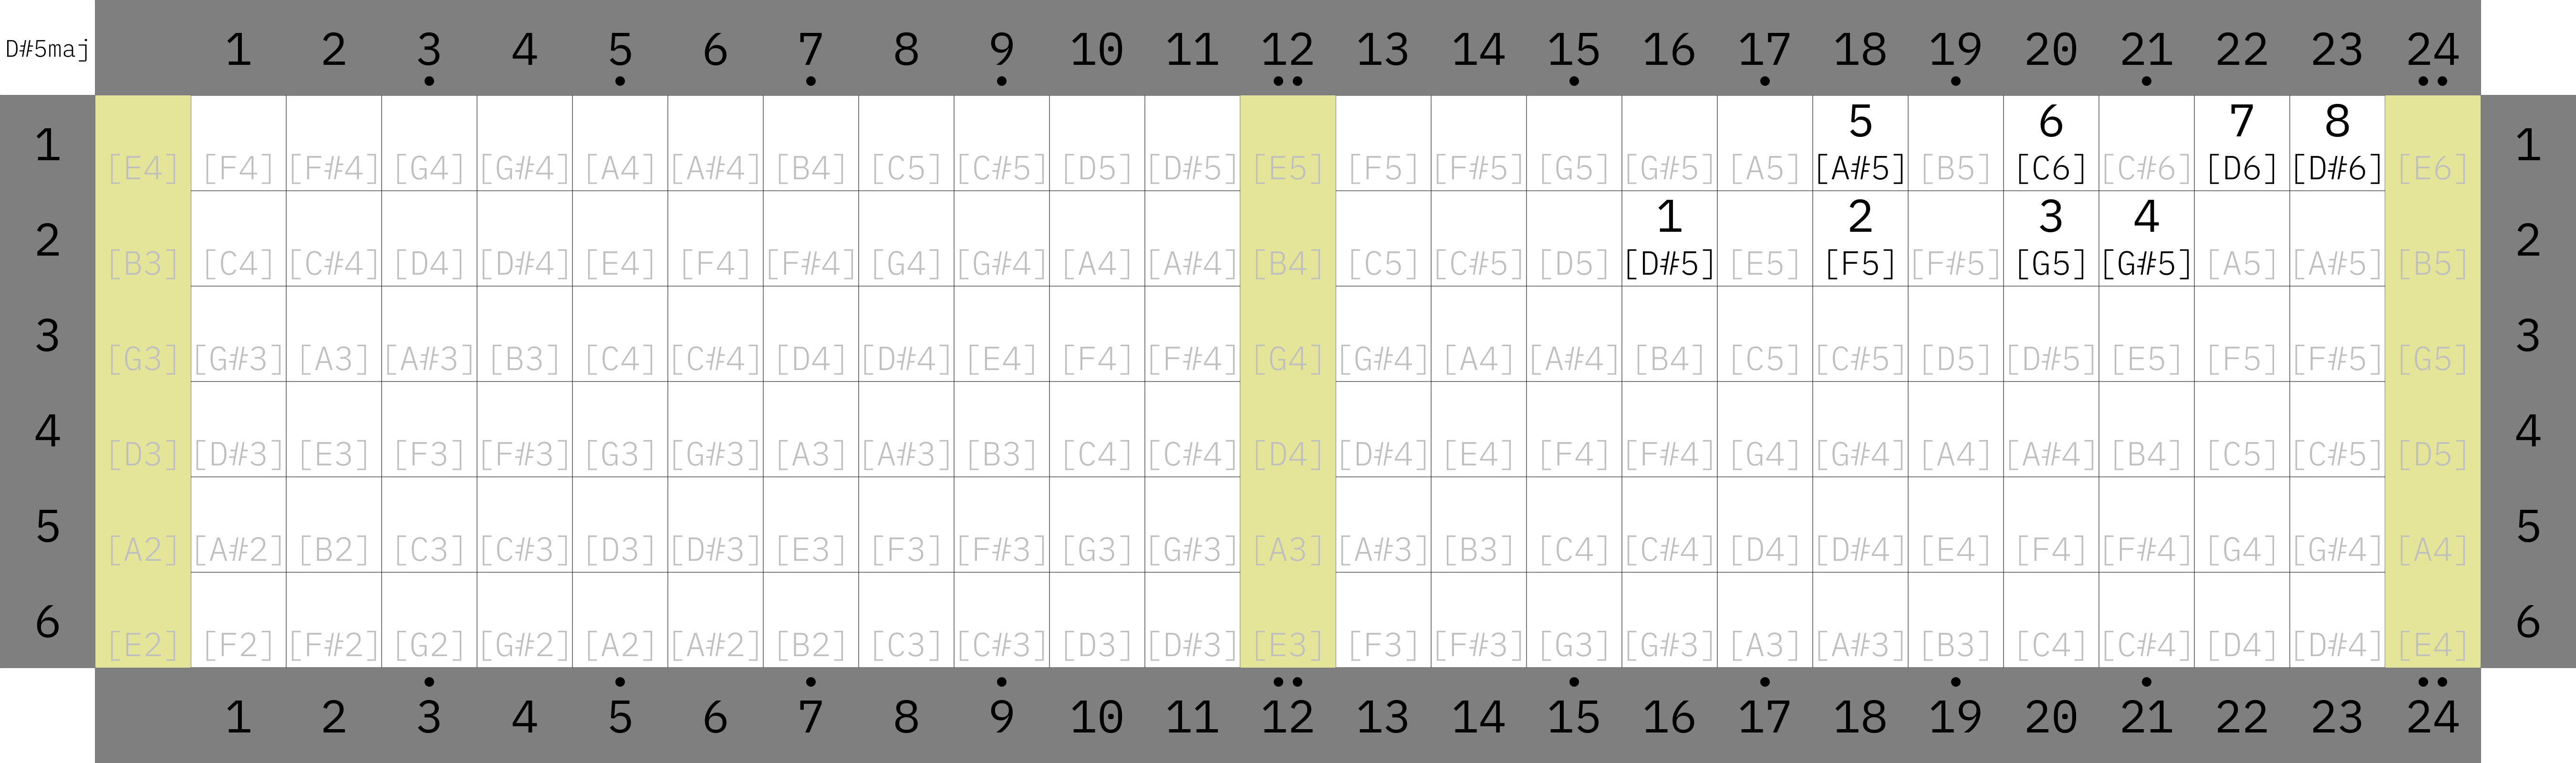 D#5maj 1 2 3 4 5 6 7 8 9 10 11 12 13 14 15 16 17 18 19 20 21 22 23 24
5 6 7 8
1 [E4] [F4] [F#4] [G4] [G#4] [A4] [A#4] [B4] [C5] [C#5] [D5] [D#5] [E5] [F5] [F#5] [G5] [G#5] [A5] [A#5] [B5] [C6] [C#6] [D6] [D#6] [E6] 1
1 2 3 4
2 [B3] [C4] [C#4] [D4] [D#4] [E4] [F4] [F#4] [G4] [G#4] [A4] [A#4] [B4] [C5] [C#5] [D5] [D#5] [E5] [F5] [F#5] [G5] [G#5] [A5] [A#5] [B5] 2
3 [G3] [G#3] [A3] [A#3] [B3] [C4] [C#4] [D4] [D#4] [E4] [F4] [F#4] [G4] [G#4] [A4] [A#4] [B4] [C5] [C#5] [D5] [D#5] [E5] [F5] [F#5] [G5] 3
4 [D3] [D#3] [E3] [F3] [F#3] [G3] [G#3] [A3] [A#3] [B3] [C4] [C#4] [D4] [D#4] [E4] [F4] [F#4] [G4] [G#4] [A4] [A#4] [B4] [C5] [C#5] [D5] 4
5 [A2] [A#2] [B2] [C3] [C#3] [D3] [D#3] [E3] [F3] [F#3] [G3] [G#3] [A3] [A#3] [B3] [C4] [C#4] [D4] [D#4] [E4] [F4] [F#4] [G4] [G#4] [A4] 5
6 [E2] [F2] [F#2] [G2] [G#2] [A2] [A#2] [B2] [C3] [C#3] [D3] [D#3] [E3] [F3] [F#3] [G3] [G#3] [A3] [A#3] [B3] [C4] [C#4] [D4] [D#4] [E4] 6
1 2 3 4 5 6 7 8 9 10 11 12 13 14 15 16 17 18 19 20 21 22 23 24